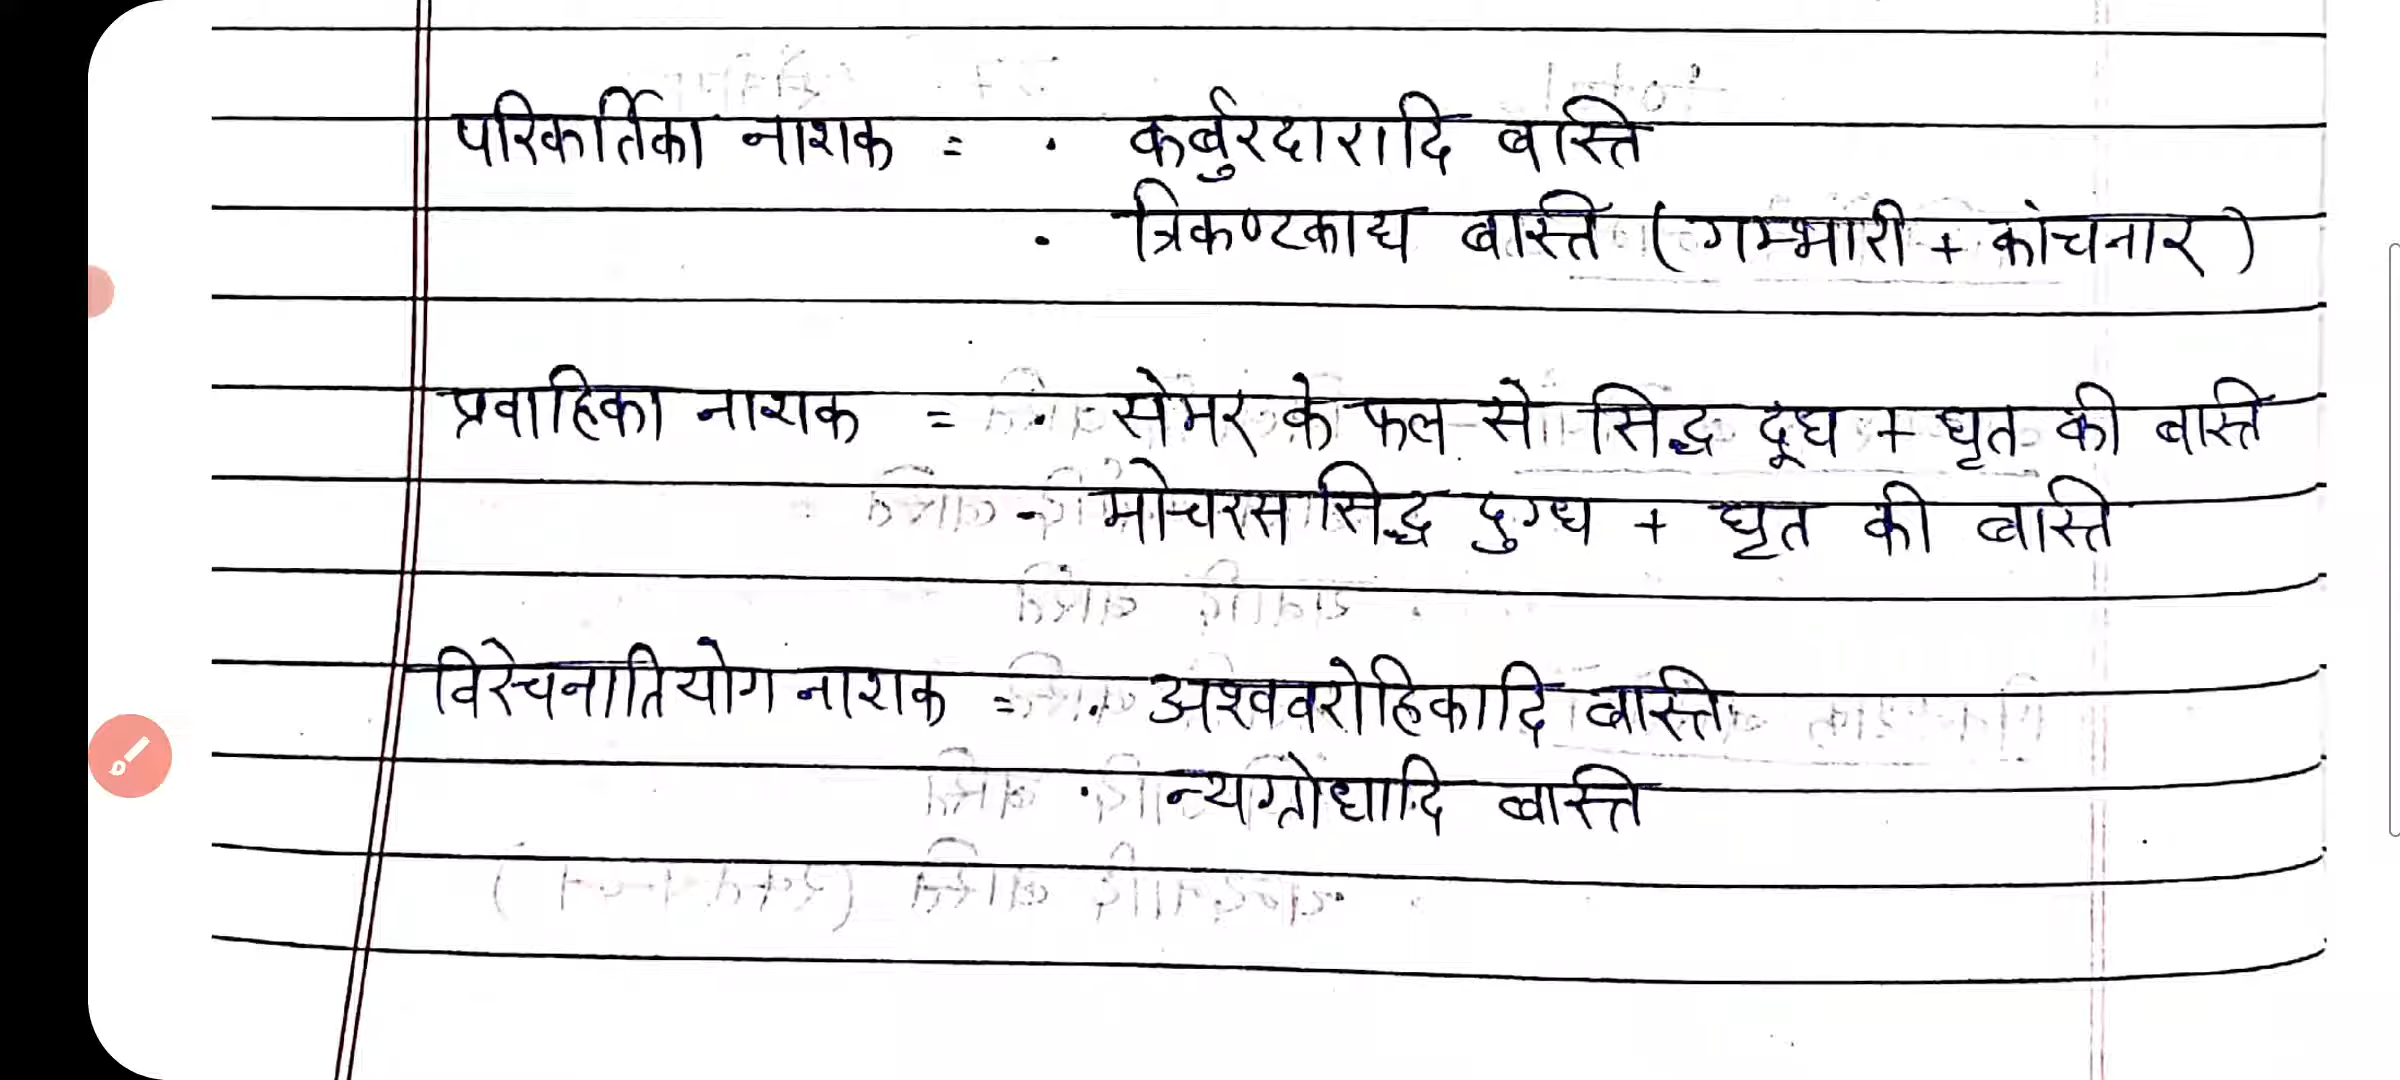 परिकर्तिका नाशक = · कर्बुरदारादि बस्ति
· त्रिकण्टकाद्य बस्ति (गम्भारी + कांचनार)
प्रवाहिका नाशक = · सेमर के फल से सिद्ध दूध + घृत की बस्ति
- मोचरस सिद्ध दुग्ध + घृत की बस्ति
विरेचनातियोग नाशक = · अश्ववरोहिकादि बस्ति
· न्यग्रोधादि बस्ति